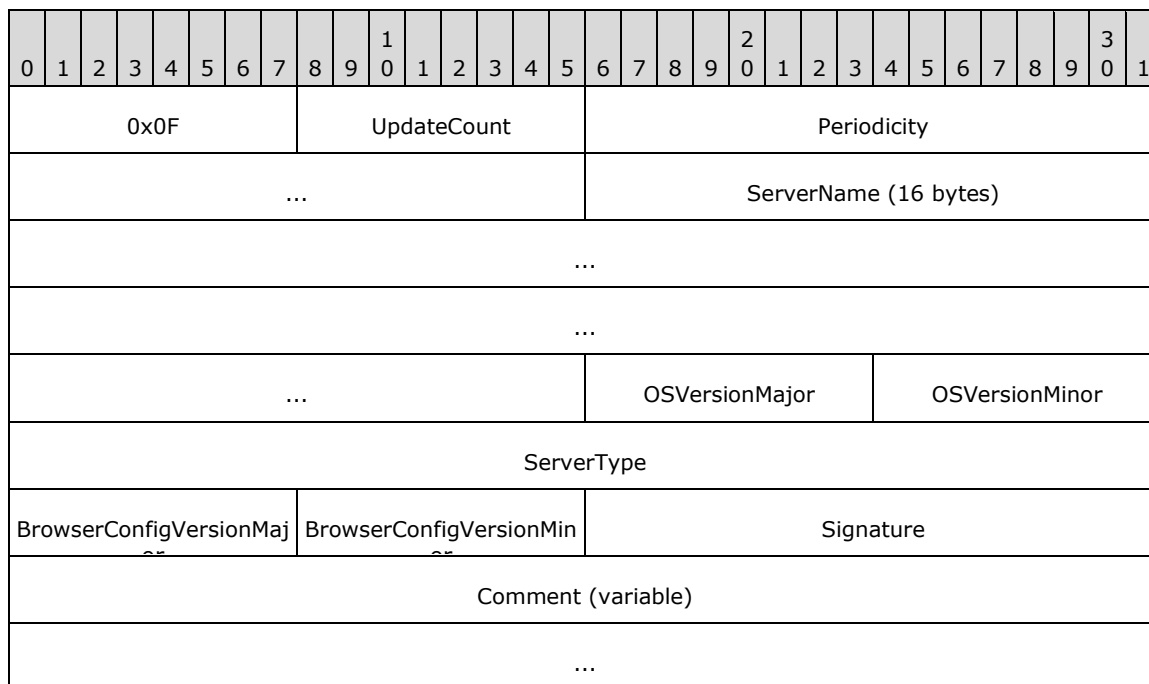 1 2 3
0 1 2 3 4 5 6 7 8 9 0 1 2 3 4 5 6 7 8 9 0 1 2 3 4 5 6 7 8 9 0 1
0x0F UpdateCount Periodicity
... ServerName (16 bytes)
...
...
... OSVersionMajor OSVersionMinor
ServerType
BrowserConfigVersionMaj BrowserConfigVersionMin Signature
or or
Comment (variable)
...